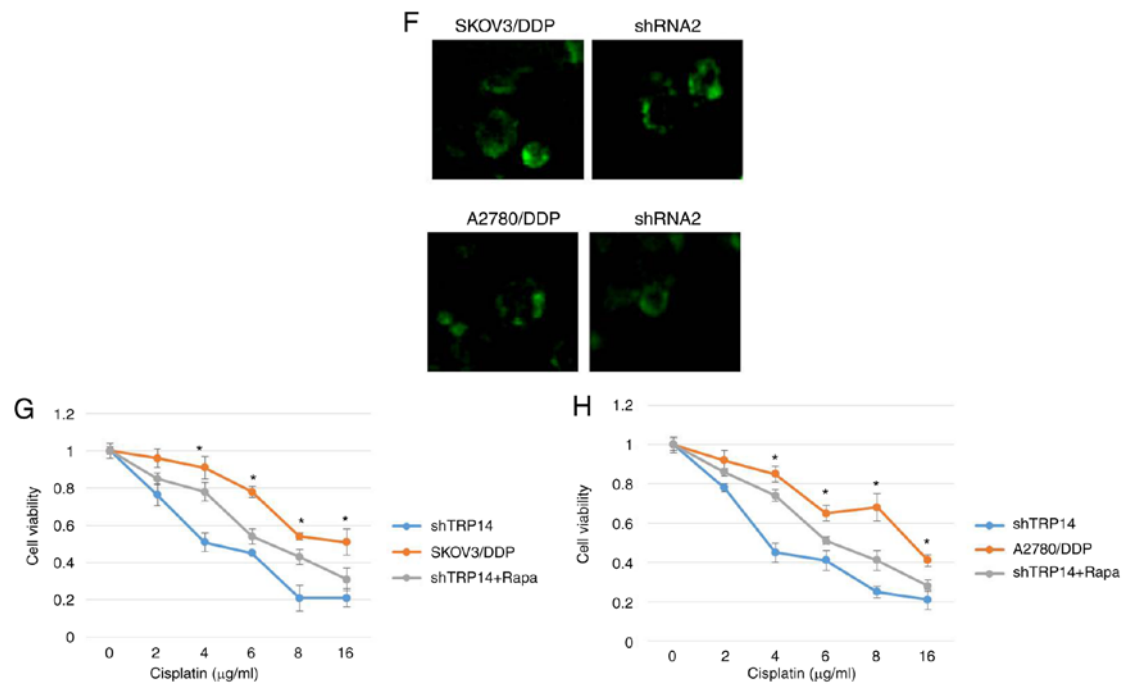 F
SKOV3/DDP shRNA2
A2780/DDP shRNA2
G
1.2
1
0.8
0.6
0.4
0.2
0
Cell viability
* * * *
0 2 4 6 8 16
Cisplatin (μg/ml)
shTRP14
SKOV3/DDP
shTRP14+Rapa
H
1.2
1
0.8
0.6
0.4
0.2
0
Cell viability
* * * *
0 2 4 6 8 16
Cisplatin (μg/ml)
shTRP14
A2780/DDP
shTRP14+Rapa